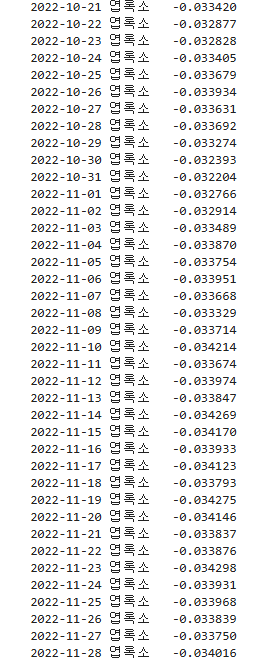 2022-10-21 엽록소 -0.033420
2022-10-22 엽록소 -0.032877
2022-10-23 엽록소 -0.032828
2022-10-24 엽록소 -0.033405
2022-10-25 엽록소 -0.033679
2022-10-26 엽록소 -0.033934
2022-10-27 엽록소 -0.033631
2022-10-28 엽록소 -0.033692
2022-10-29 엽록소 -0.033274
2022-10-30 엽록소 -0.032393
2022-10-31 엽록소 -0.032204
2022-11-01 엽록소 -0.032766
2022-11-02 엽록소 -0.032914
2022-11-03 엽록소 -0.033489
2022-11-04 엽록소 -0.033870
2022-11-05 엽록소 -0.033754
2022-11-06 엽록소 -0.033951
2022-11-07 엽록소 -0.033668
2022-11-08 엽록소 -0.033329
2022-11-09 엽록소 -0.033714
2022-11-10 엽록소 -0.034214
2022-11-11 엽록소 -0.033674
2022-11-12 엽록소 -0.033974
2022-11-13 엽록소 -0.033847
2022-11-14 엽록소 -0.034269
2022-11-15 엽록소 -0.034170
2022-11-16 엽록소 -0.033933
2022-11-17 엽록소 -0.034123
2022-11-18 엽록소 -0.033793
2022-11-19 엽록소 -0.034275
2022-11-20 엽록소 -0.034146
2022-11-21 엽록소 -0.033837
2022-11-22 엽록소 -0.033876
2022-11-23 엽록소 -0.034298
2022-11-24 엽록소 -0.033931
2022-11-25 엽록소 -0.033968
2022-11-26 엽록소 -0.033839
2022-11-27 엽록소 -0.033750
2022-11-28 엽록소 -0.034016